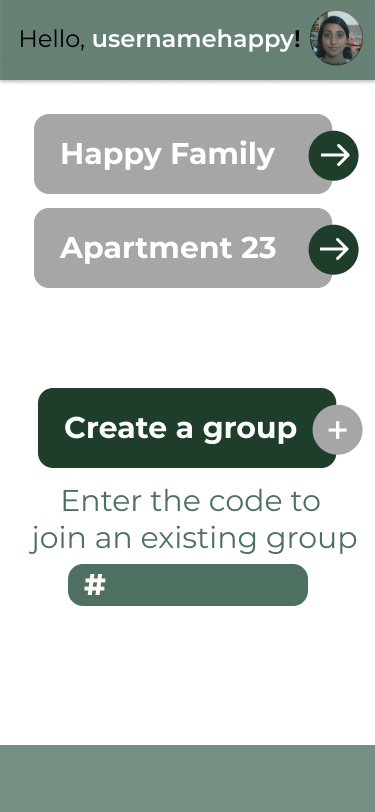 Hello, usernamehappy!
Happy Family
Apartment 23
Create a group
+
Enter the code to
join an existing group
#